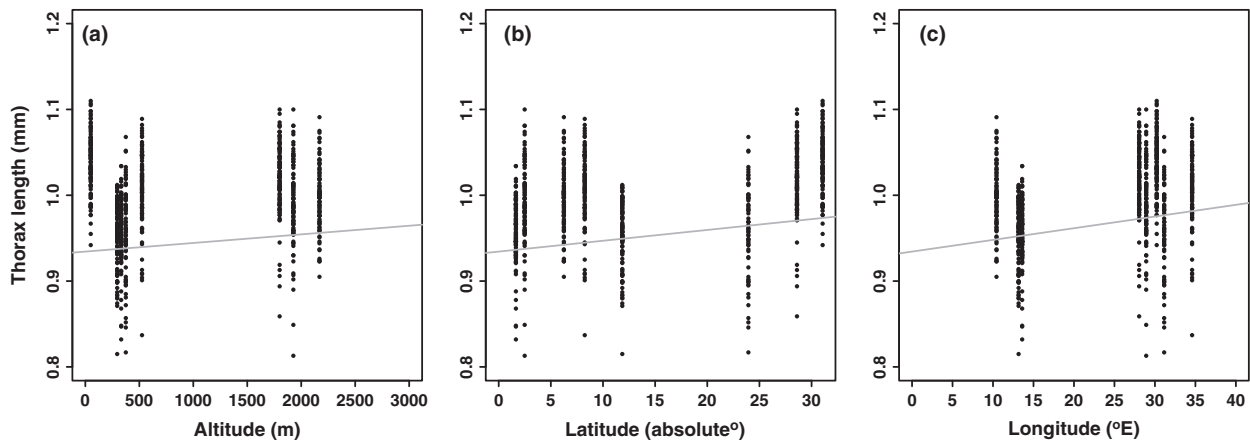 (a)
(b)
(c)
Thorax length (mm)
0.8 0.9 1.0 1.1 1.2
0 500 1000 1500 2000 2500 3000
Altitude (m)
0.8 0.9 1.0 1.1 1.2
0 5 10 15 20 25 30
Latitude (absoluteº)
0.8 0.9 1.0 1.1 1.2
0 5 10 15 20 25 30 35 40
Longitude (ºE)